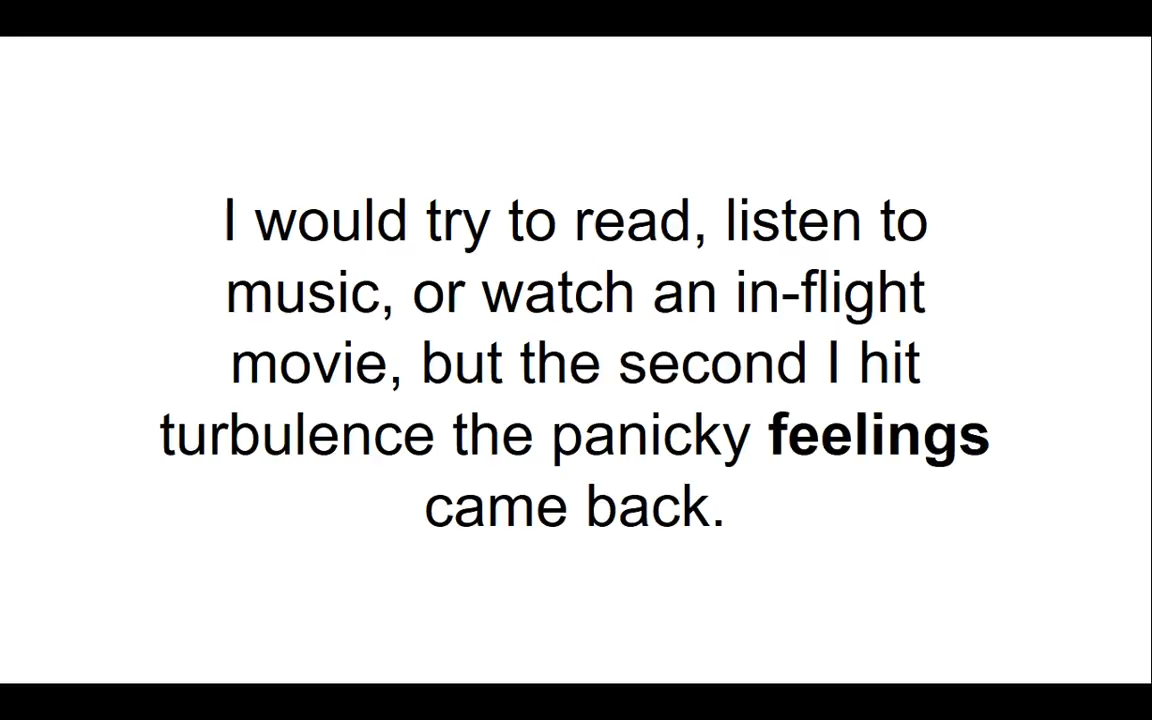 I would try to read, listen to
music, or watch an in-flight
movie, but the second I hit
turbulence the panicky feelings
came back.